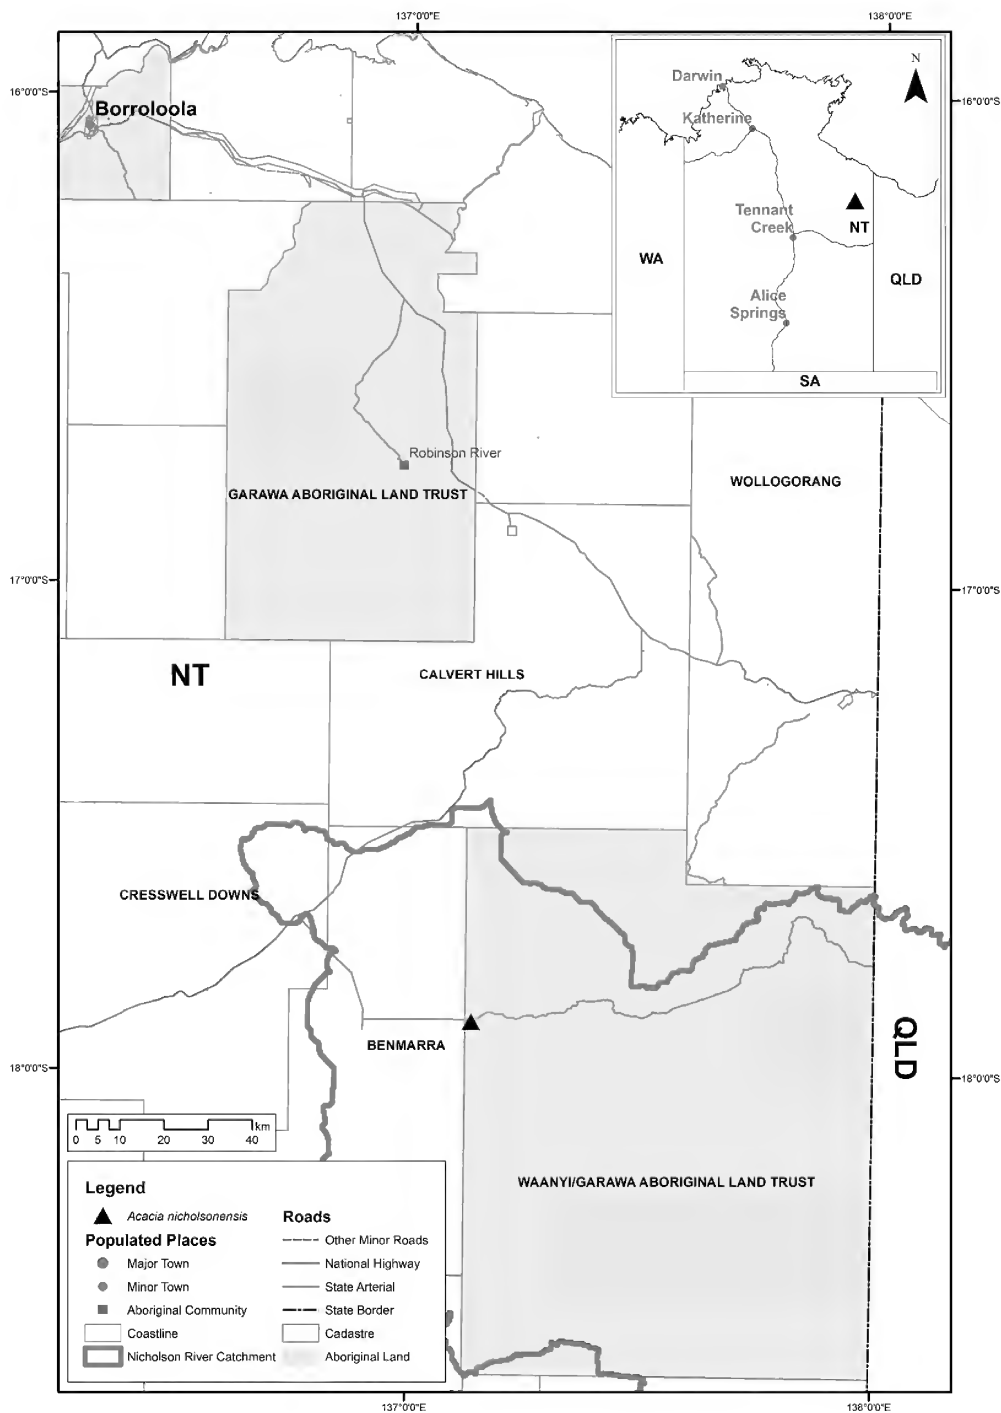 137°0'0"E
138°0'0"E
16°0'0"S
16°0'0"S
Borroloola
N
Darwin
Katherine
Tennant
Creek
NT
WA
QLD
Alice
Springs
SA
Robinson River
WOLLOGORANG
GARAWA ABORIGINAL LAND TRUST
17°0'0"S
17°0'0"S
NT
CALVERT HILLS
CRESSWELL DOWNS
BENMARRA
QLD
18°0'0"S
18°0'0"S
km
0 5 10 20 30 40
WAANYI/GARAWA ABORIGINAL LAND TRUST
Legend
Acacia nicholsonensis
Populated Places
Major Town
Minor Town
Aboriginal Community
Coastline
Nicholson River Catchment
Roads
Other Minor Roads
National Highway
State Arterial
State Border
Cadastre
Aboriginal Land
137°0'0"E
138°0'0"E